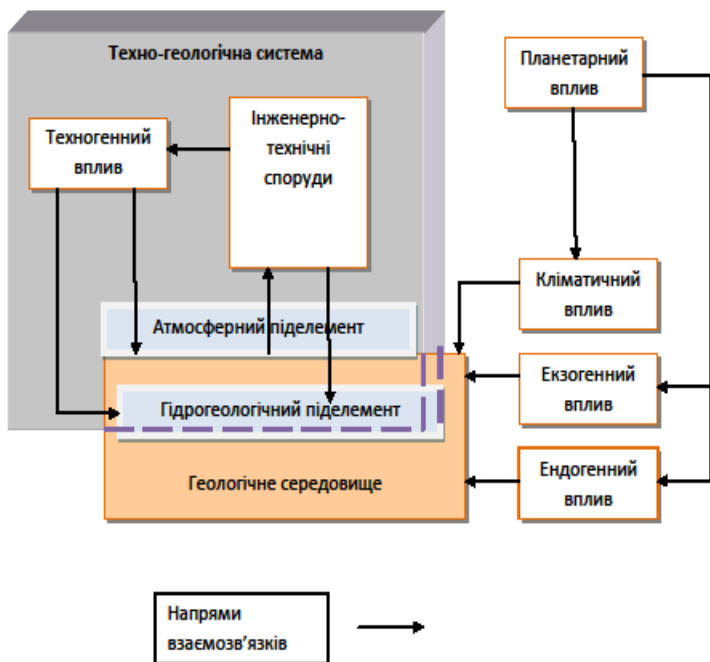 Техно-геологічна система
Планетарний
вплив
Інженерно-
технічні
споруди
Техногенний
вплив
Кліматичний
вплив
Атмосферний піделемент
Екзогенний
вплив
Гідрогеологічний піделемент
Ендогенний
вплив
Геологічне середовище
Напрями
взаємозв’язків